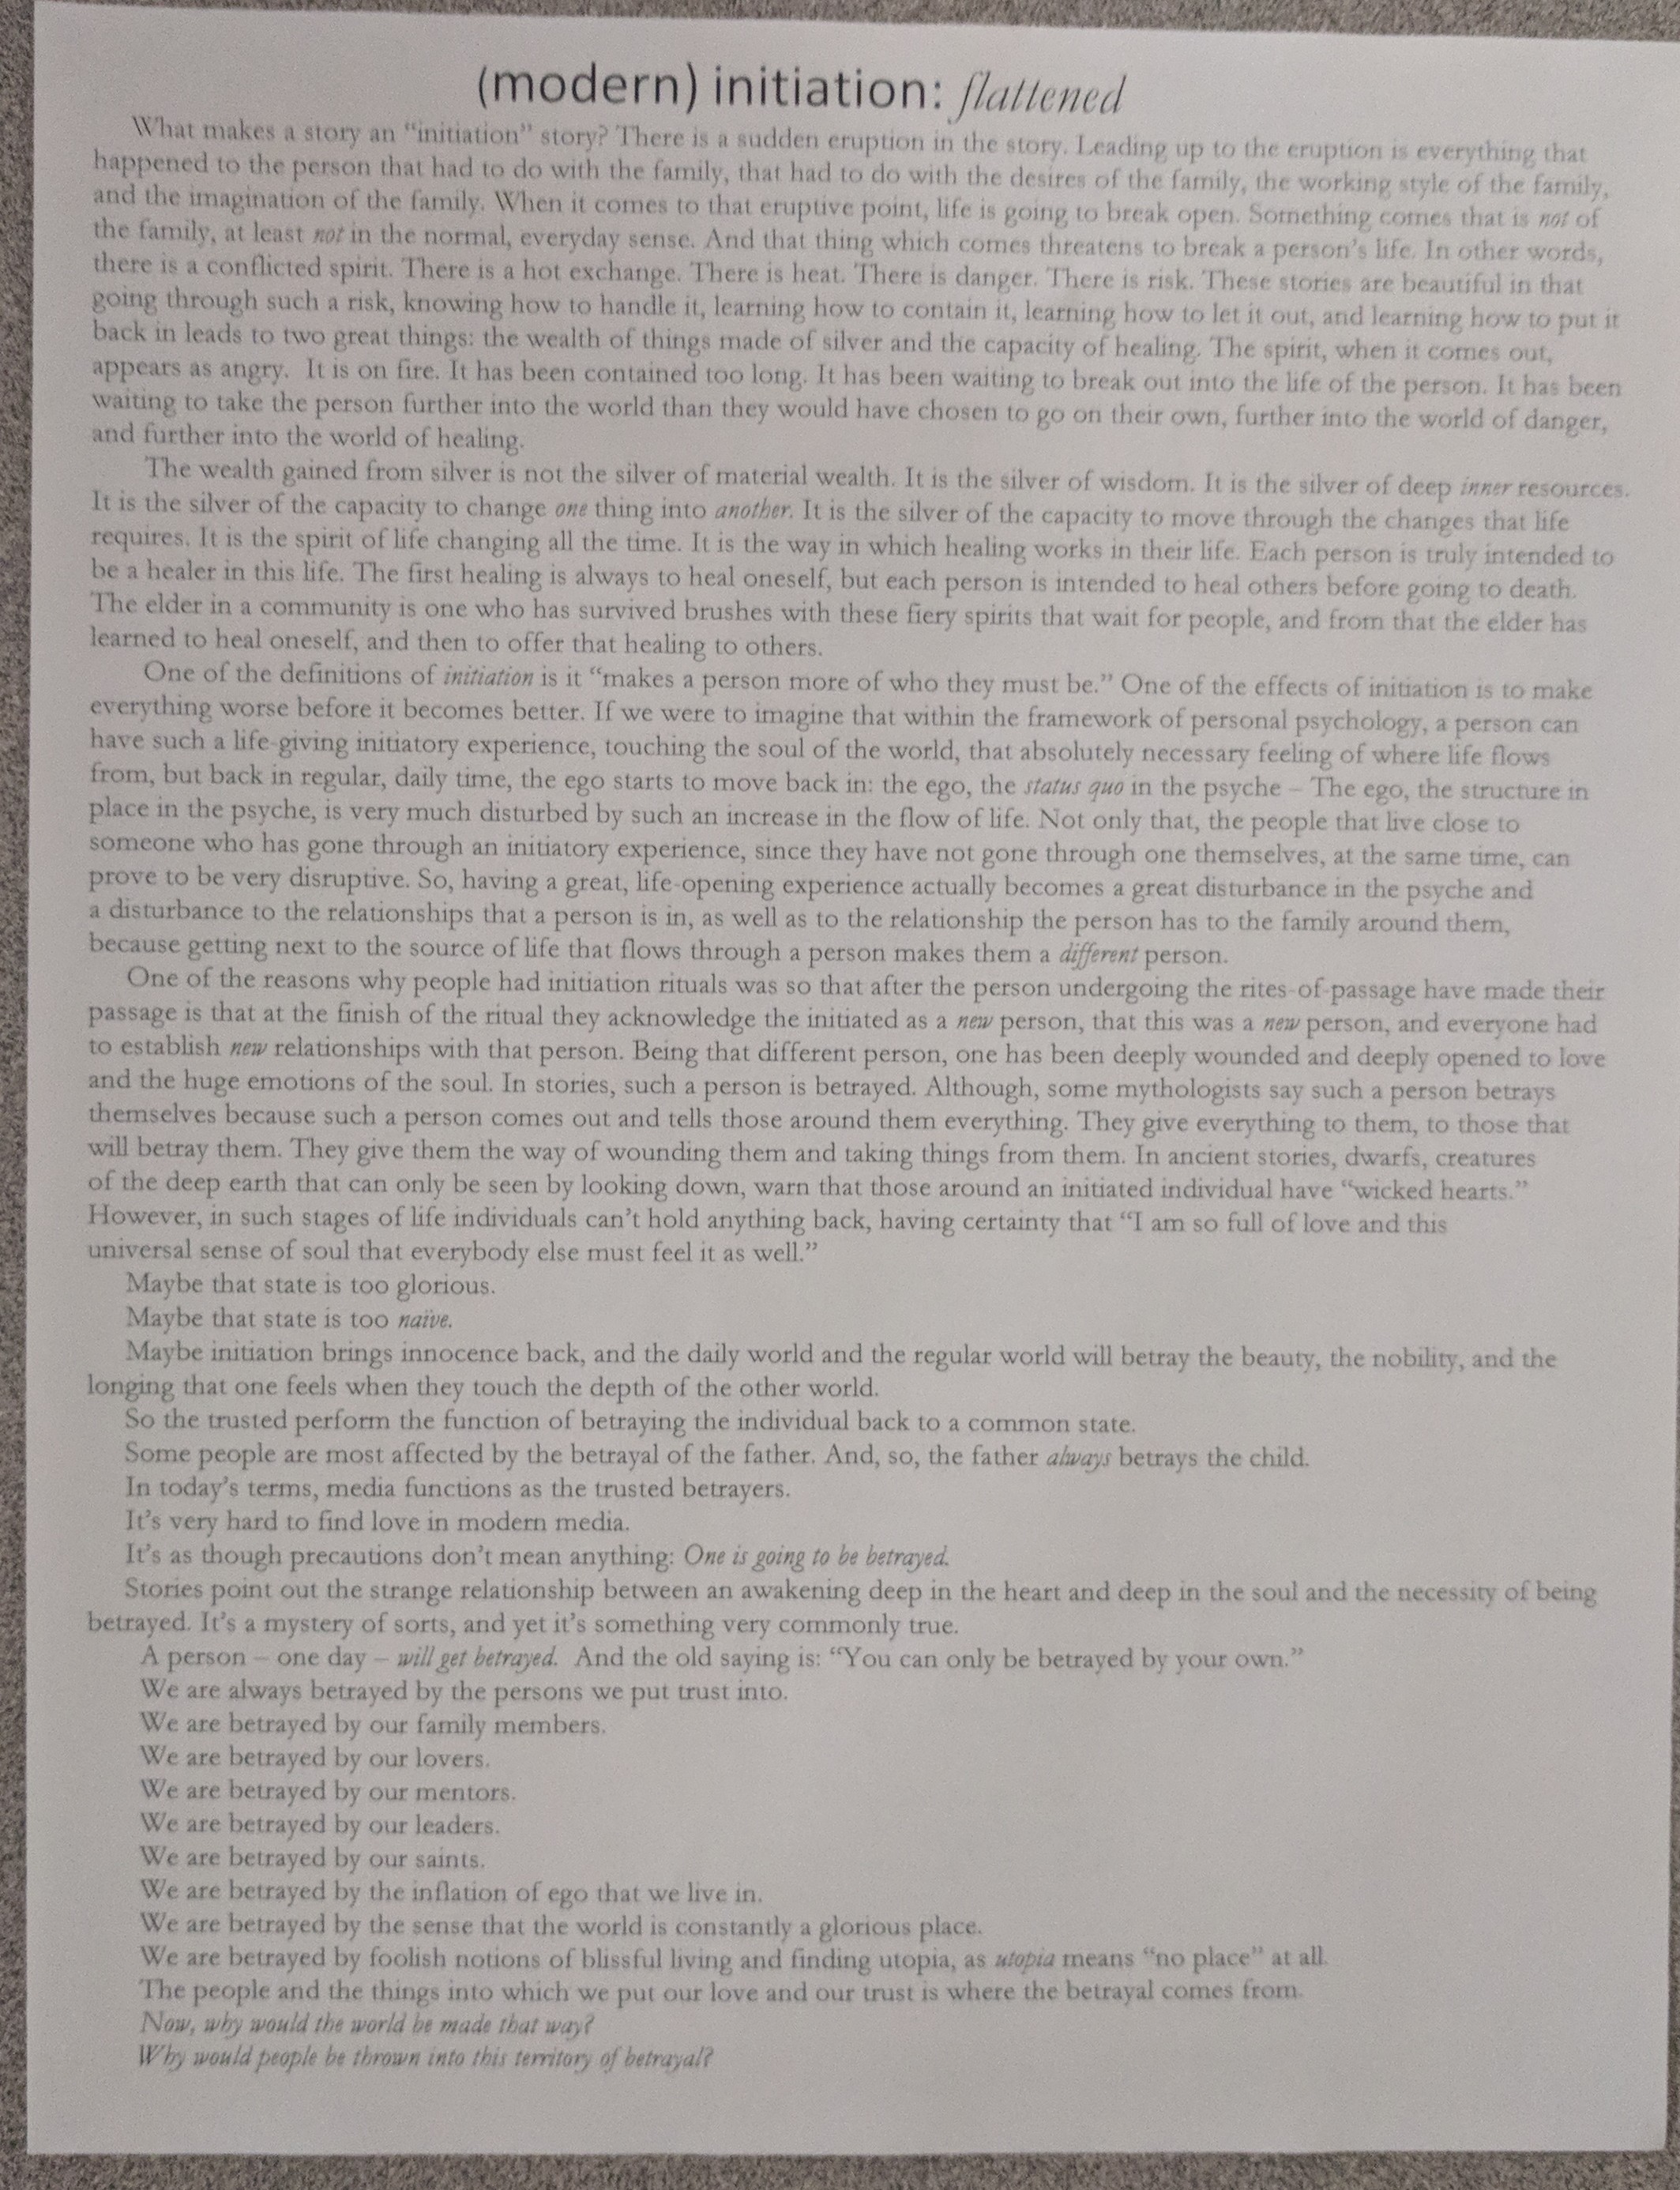 (modern) initiation: flattened
What makes a story an “initiation” story? There is a sudden eruption in the story. Leading up to the eruption is everything that
happened to the person that had to do with the family, that had to do with the desires of the family, the working style of the family,
and the imagination of the family. When it comes to that eruptive point, life is going to break open. Something comes that is not of
the family, at least not in the normal, everyday sense. And that thing which comes threatens to break a person’s life. In other words,
there is a conflicted spirit. There is a hot exchange. There is heat. There is danger. There is risk. These stories are beautiful in that
going through such a risk, knowing how to handle it, learning how to contain it, learning how to let it out, and learning how to put it
back in leads to two great things: the wealth of things made of silver and the capacity of healing. The spirit, when it comes out,
appears as angry. It is on fire. It has been contained too long. It has been waiting to break out into the life of the person. It has been
waiting to take the person further into the world than they would have chosen to go on their own, further into the world of danger,
and further into the world of healing.
The wealth gained from silver is not the silver of material wealth. It is the silver of wisdom. It is the silver of deep inner resources.
It is the silver of the capacity to change one thing into another. It is the silver of the capacity to move through the changes that life
requires. It is the spirit of life changing all the time. It is the way in which healing works in their life. Each person is truly intended to
be a healer in this life. The first healing is always to heal oneself, but each person is intended to heal others before going to death.
The elder in a community is one who has survived brushes with these fiery spirits that wait for people, and from that the elder has
learned to heal oneself, and then to offer that healing to others.
One of the definitions of initiation is it “makes a person more of who they must be.” One of the effects of initiation is to make
everything worse before it becomes better. If we were to imagine that within the framework of personal psychology, a person can
have such a life-giving initiatory experience, touching the soul of the world, that absolutely necessary feeling of where life flows
from, but back in regular, daily time, the ego starts to move back in: the ego, the status quo in the psyche – The ego, the structure in
place in the psyche, is very much disturbed by such an increase in the flow of life. Not only that, the people that live close to
someone who has gone through an initiatory experience, since they have not gone through one themselves, at the same time, can
prove to be very disruptive. So, having a great, life-opening experience actually becomes a great disturbance in the psyche and
a disturbance to the relationships that a person is in, as well as to the relationship the person has to the family around them,
because getting next to the source of life that flows through a person makes them a different person.
One of the reasons why people had initiation rituals was so that after the person undergoing the rites-of-passage have made their
passage is that at the finish of the ritual they acknowledge the initiated as a new person, that this was a new person, and everyone had
to establish new relationships with that person. Being that different person, one has been deeply wounded and deeply opened to love
and the huge emotions of the soul. In stories, such a person is betrayed. Although, some mythologists say such a person betrays
themselves because such a person comes out and tells those around them everything. They give everything to them, to those that
will betray them. They give them the way of wounding them and taking things from them. In ancient stories, dwarfs, creatures
of the deep earth that can only be seen by looking down, warn that those around an initiated individual have “wicked hearts.”
However, in such stages of life individuals can’t hold anything back, having certainty that “I am so full of love and this
universal sense of soul that everybody else must feel it as well.”
Maybe that state is too glorious.
Maybe that state is too naïve.
Maybe initiation brings innocence back, and the daily world and the regular world will betray the beauty, the nobility, and the
longing that one feels when they touch the depth of the other world.
So the trusted perform the function of betraying the individual back to a common state.
Some people are most affected by the betrayal of the father. And, so, the father always betrays the child.
In today’s terms, media functions as the trusted betrayers.
It’s very hard to find love in modern media.
It’s as though precautions don’t mean anything: One is going to be betrayed.
Stories point out the strange relationship between an awakening deep in the heart and deep in the soul and the necessity of being
betrayed. It’s a mystery of sorts, and yet it’s something very commonly true.
A person – one day – will get betrayed. And the old saying is: “You can only be betrayed by your own.”
We are always betrayed by the persons we put trust into.
We are betrayed by our family members.
We are betrayed by our lovers.
We are betrayed by our mentors.
We are betrayed by our leaders.
We are betrayed by our saints.
We are betrayed by the inflation of ego that we live in.
We are betrayed by the sense that the world is constantly a glorious place.
We are betrayed by foolish notions of blissful living and finding utopia, as utopia means “no place” at all.
The people and the things into which we put our love and our trust is where the betrayal comes from.
Now, why would the world be made that way?
Why would people be thrown into this territory of betrayal?